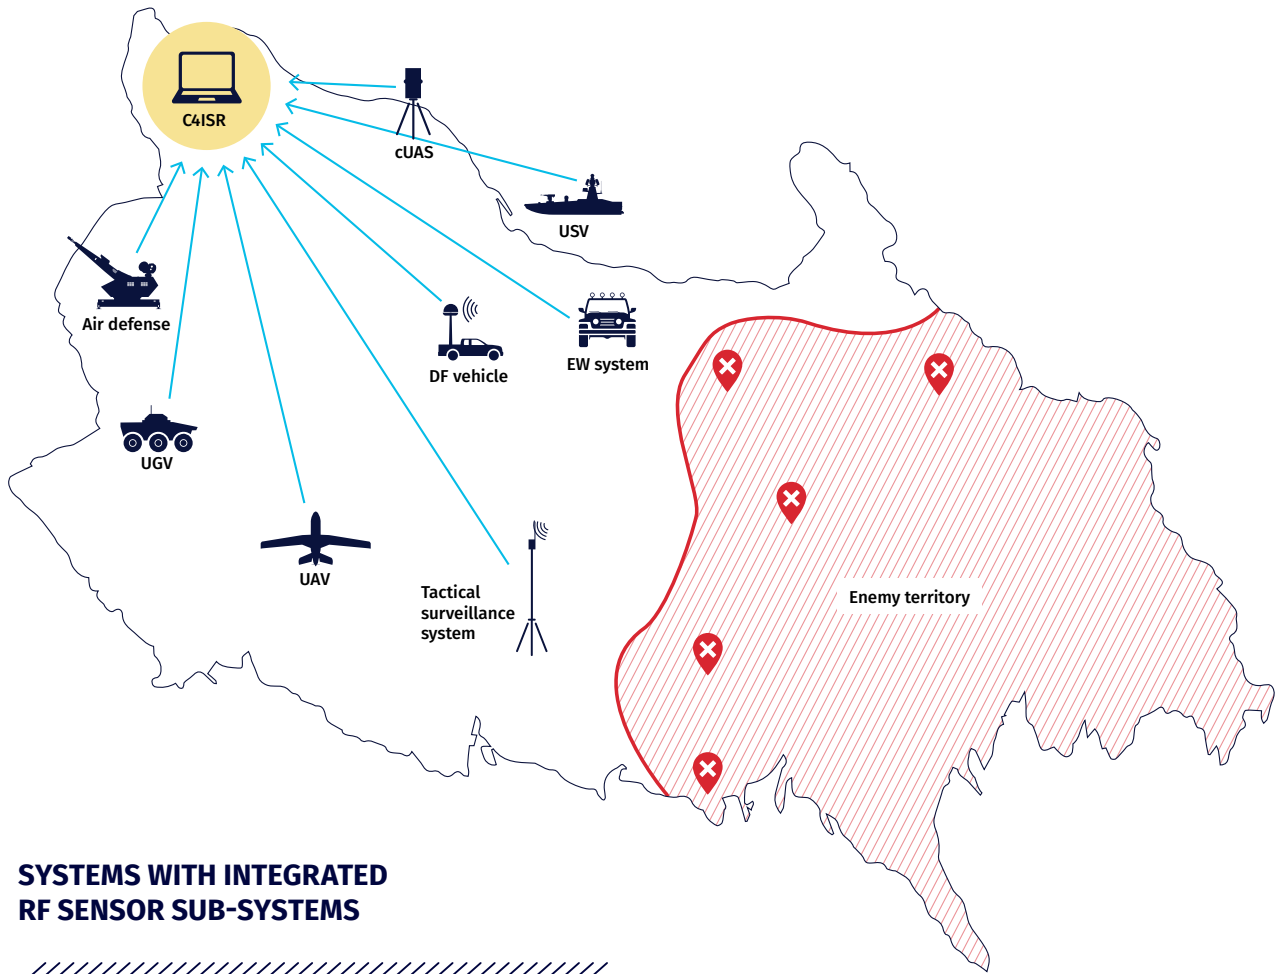 C4ISR
cUAS
USV
Air defense
DF vehicle
EW system
UGV
UAV
Tactical
surveillance
system
Enemy territory
SYSTEMS WITH INTEGRATED
RF SENSOR SUB-SYSTEMS